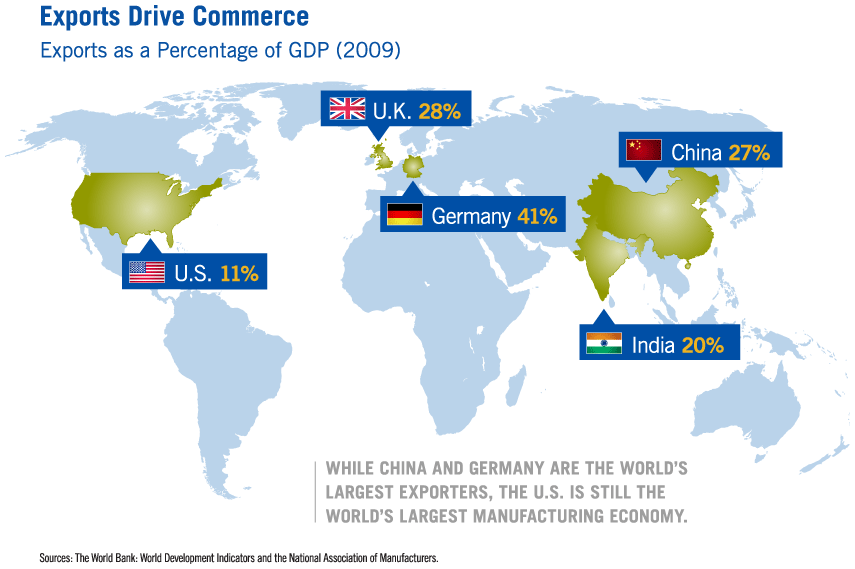 Exports Drive Commerce
Exports as a Percentage of GDP (2009)
U.K. 28%
China 27%
Germany 41%
U.S. 11%
India 20%
WHILE CHINA AND GERMANY ARE THE WORLD'S
LARGEST EXPORTERS, THE U.S. IS STILL THE
WORLD'S LARGEST MANUFACTURING ECONOMY.
Sources: The World Bank: World Development Indicators and the National Association of Manufacturers.